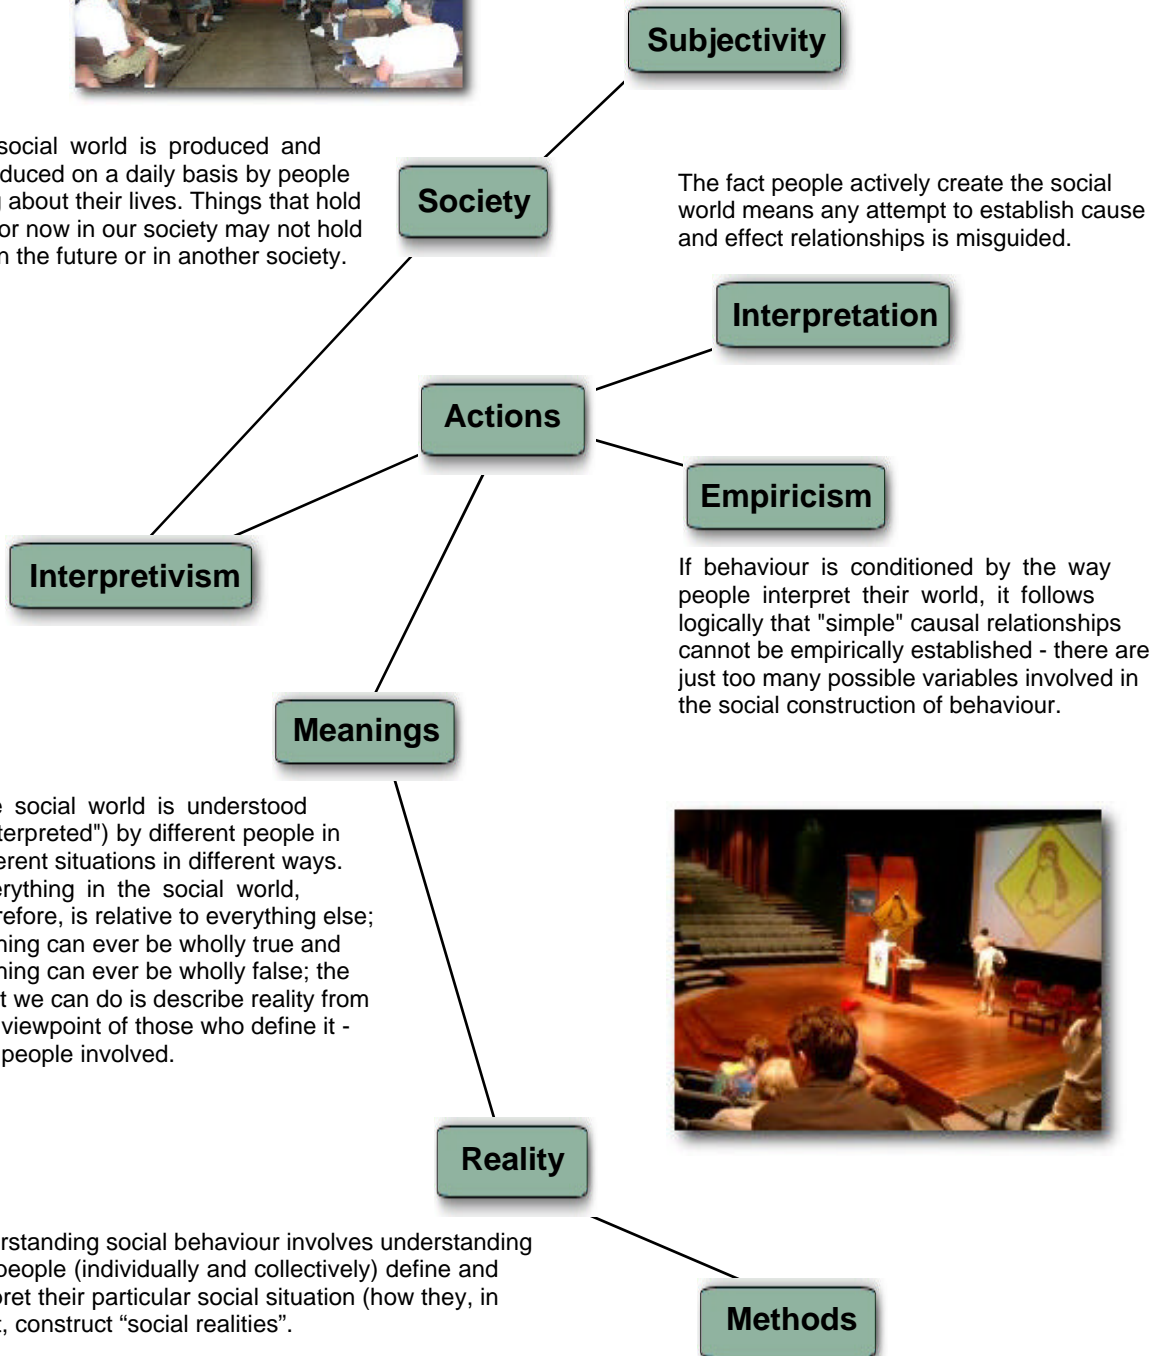 Subjectivity
social world is produced and
duced on a daily basis by people
about their lives. Things that hold
or now in our society may not hold
n the future or in another society.
Society
The fact people actively create the social
world means any attempt to establish cause
and effect relationships is misguided.
Interpretation
Actions
Empiricism
Interpretivism
If behaviour is conditioned by the way
people interpret their world, it follows
logically that "simple" causal relationships
cannot be empirically established - there are
just too many possible variables involved in
the social construction of behaviour.
Meanings
social world is understood
terpreted") by different people in
erent situations in different ways.
erything in the social world,
refore, is relative to everything else;
hing can ever be wholly true and
hing can ever be wholly false; the
t we can do is describe reality from
viewpoint of those who define it -
people involved.
Reality
rstanding social behaviour involves understanding
people (individually and collectively) define and
pret their particular social situation (how they, in
t, construct “social realities”.
Methods